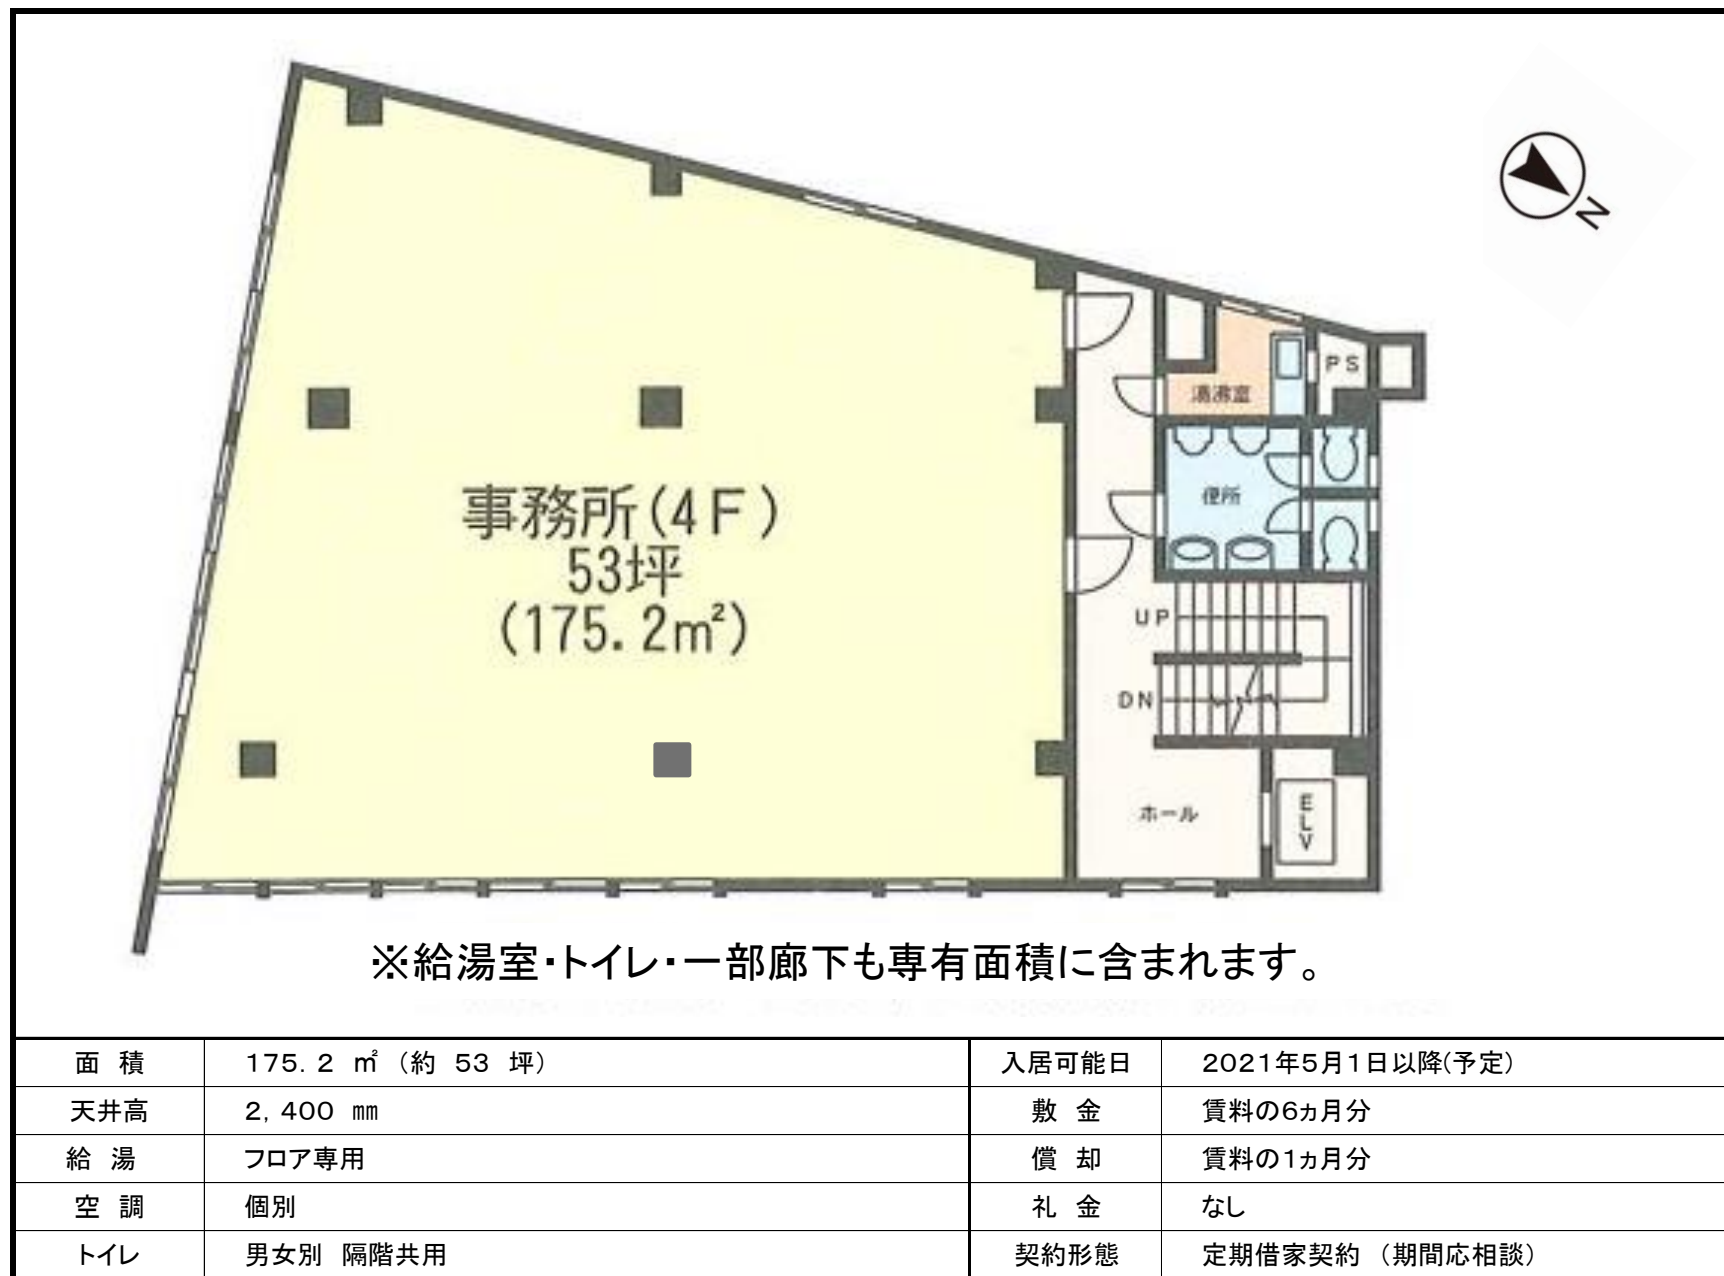 N
PS
湯沸室
便所
事務所(4F)
53坪
(175.2㎡)
UP
DN
ホール
ELV
※給湯室・トイレ・一部廊下も専有面積に含まれます。
面 積 175.2 ㎡ (約 53 坪) 入居可能日 2021年5月1日以降(予定)
天井高 2,400 ㎜ 敷 金 賃料の6ヵ月分
給 湯 フロア専用 償 却 賃料の1ヵ月分
空 調 個別 礼 金 なし
トイレ 男女別 隔階共用 契約形態 定期借家契約 (期間応相談)